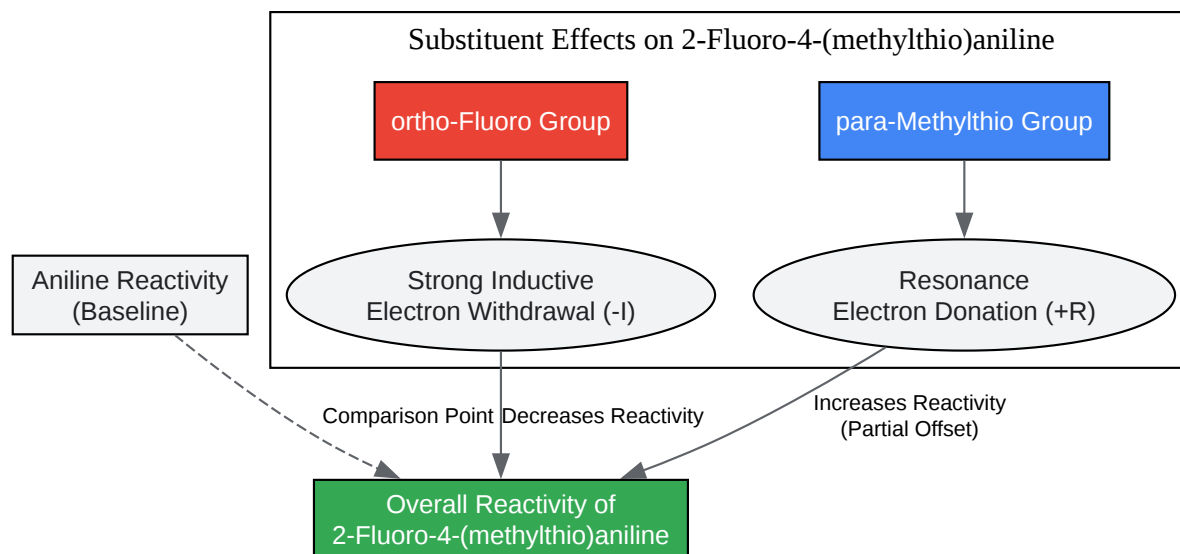 Substituent Effects on 2-Fluoro-4-(methylthio)aniline
ortho-Fluoro Group
para-Methylthio Group
Aniline Reactivity
(Baseline)
Strong Inductive
Electron Withdrawal (-I)
Resonance
Electron Donation (+R)
Comparison Point
Decreases Reactivity
Increases Reactivity
(Partial Offset)
Overall Reactivity of
2-Fluoro-4-(methylthio)aniline